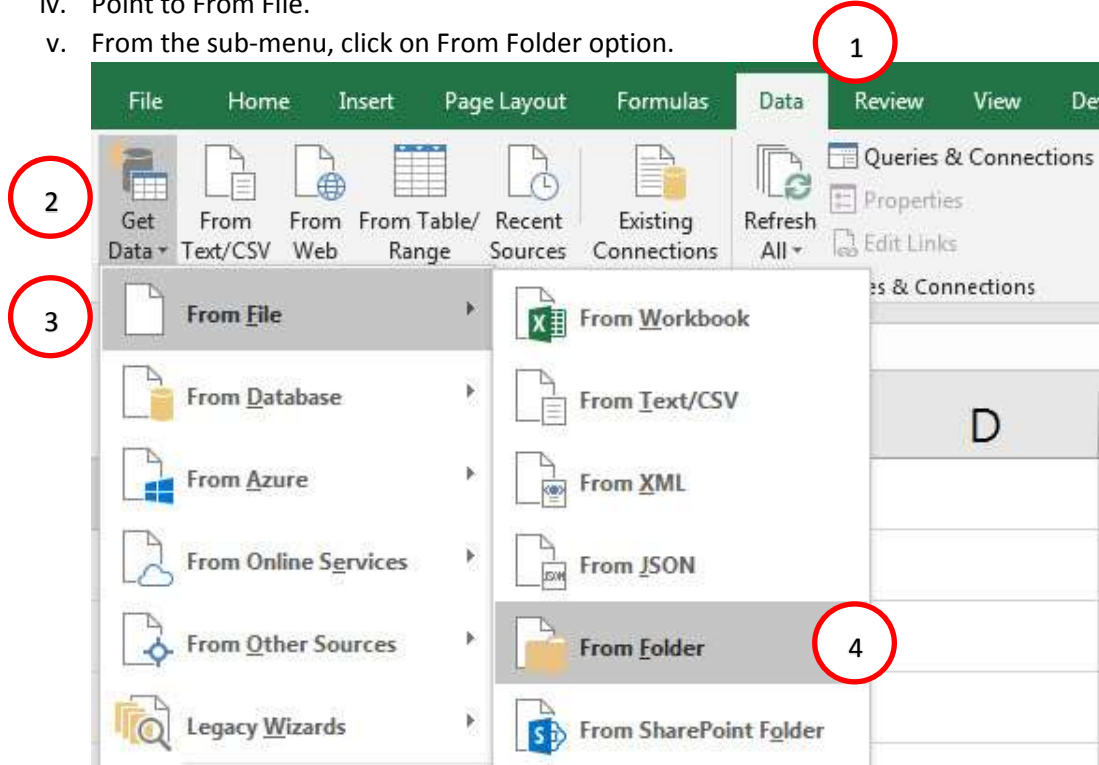 iv. Point to From File.
v. From the sub-menu, click on From Folder option.
1
File Home Insert Page Layout Formulas Data Review View De
2
Get Data
From Text/CSV
From Web
From Table/ Range
Recent Sources
Existing Connections
Refresh All
Queries & Connections
Properties
Edit Links
es & Connections
3
From File
From Database
From Azure
From Online Services
From Other Sources
Legacy Wizards
From Workbook
From Text/CSV
From XML
JSON
From JSON
From Folder
4
S
From SharePoint Folder
D